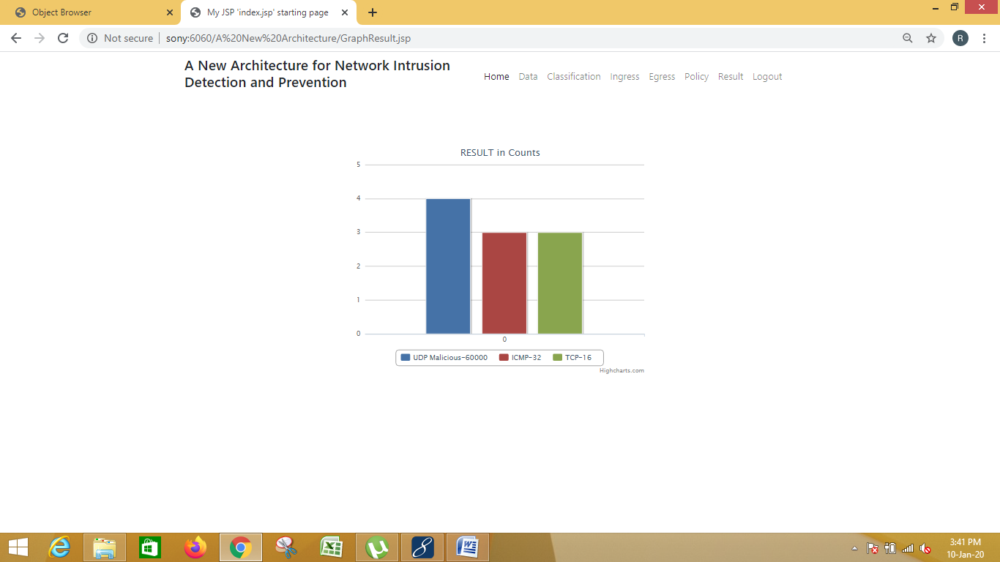 Object Browser
My JSP 'index.jsp' starting page
Not secure
sony:6060/A%20New%20Architecture/GraphResult.jsp
R
A New Architecture for Network Intrusion
Detection and Prevention
Home Data Classification Ingress Egress Policy Result Logout
RESULT in Counts
5
4
3
2
1
0
0
UDP Malicious-60000 ICMP-32 TCP-16
Highcharts.com
3:41 PM
10-Jan-20